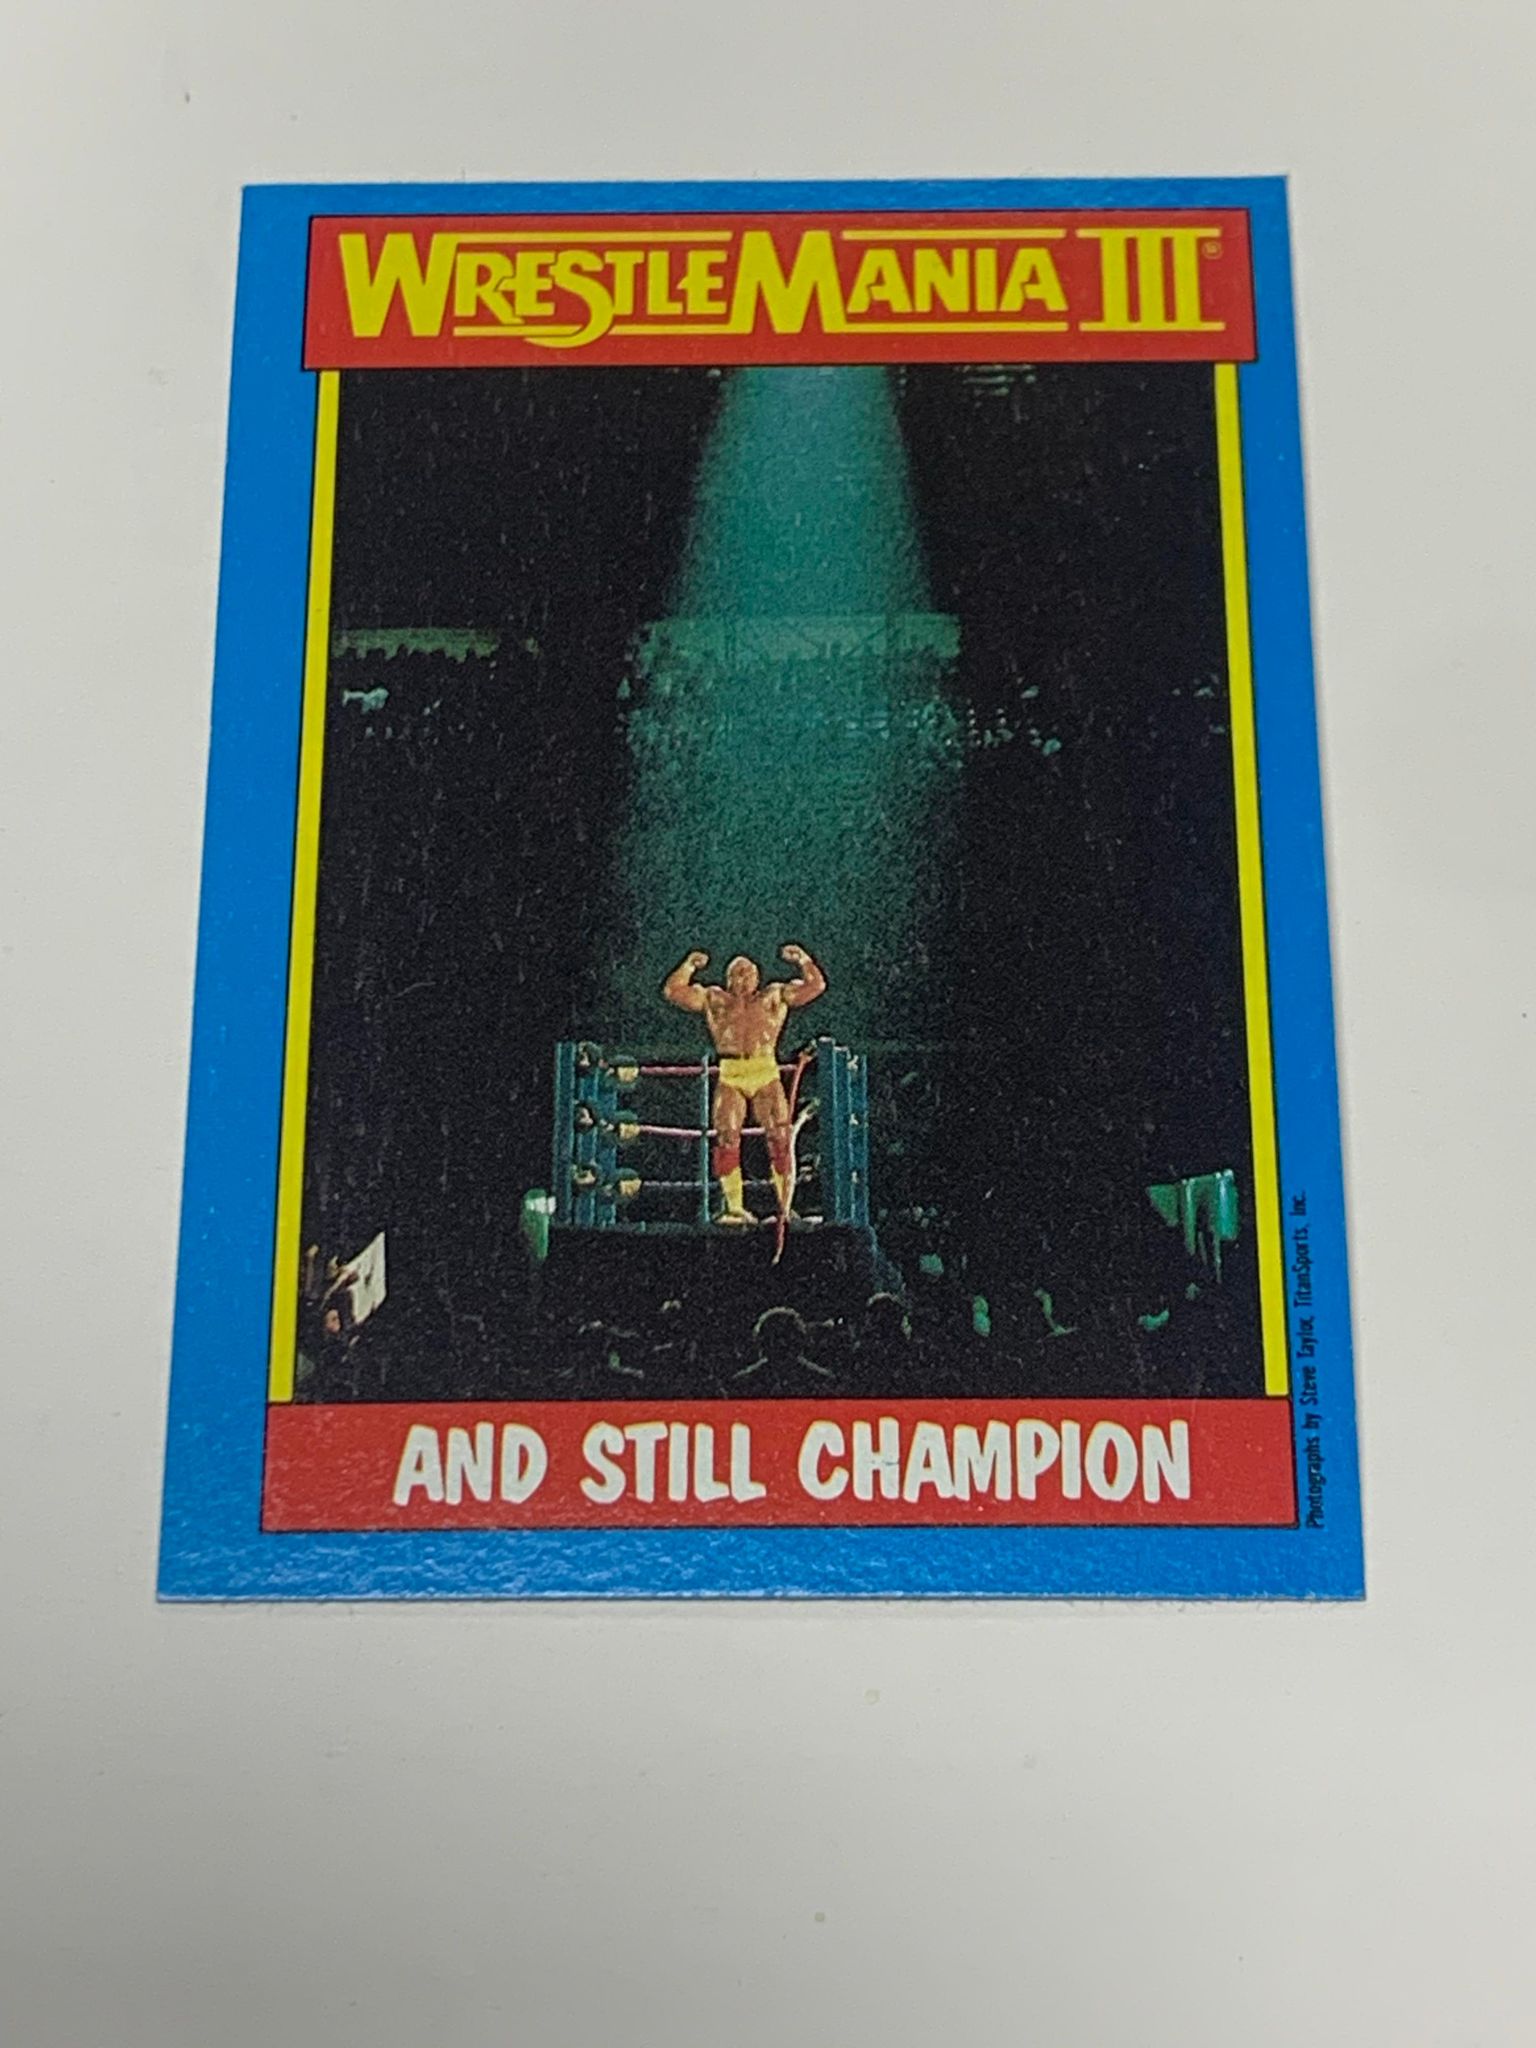 WRESTLEMANIA III®
AND STILL CHAMPION
Photographs by Steve Taylor, TitanSports, Inc.